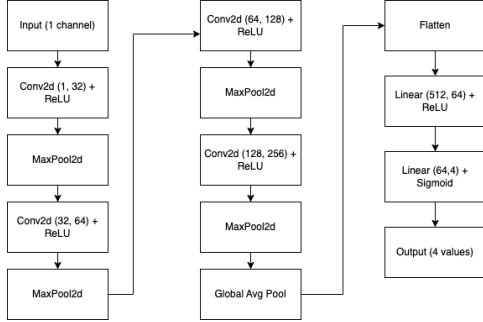 Input (1 channel)
Conv2d (1, 32) +
ReLU
MaxPool2d
Conv2d (32, 64) +
ReLU
MaxPool2d
Conv2d (64, 128) +
ReLU
MaxPool2d
Conv2d (128, 256) +
ReLU
MaxPool2d
Global Avg Pool
Flatten
Linear (512, 64) +
ReLU
Linear (64,4) +
Sigmoid
Output (4 values)